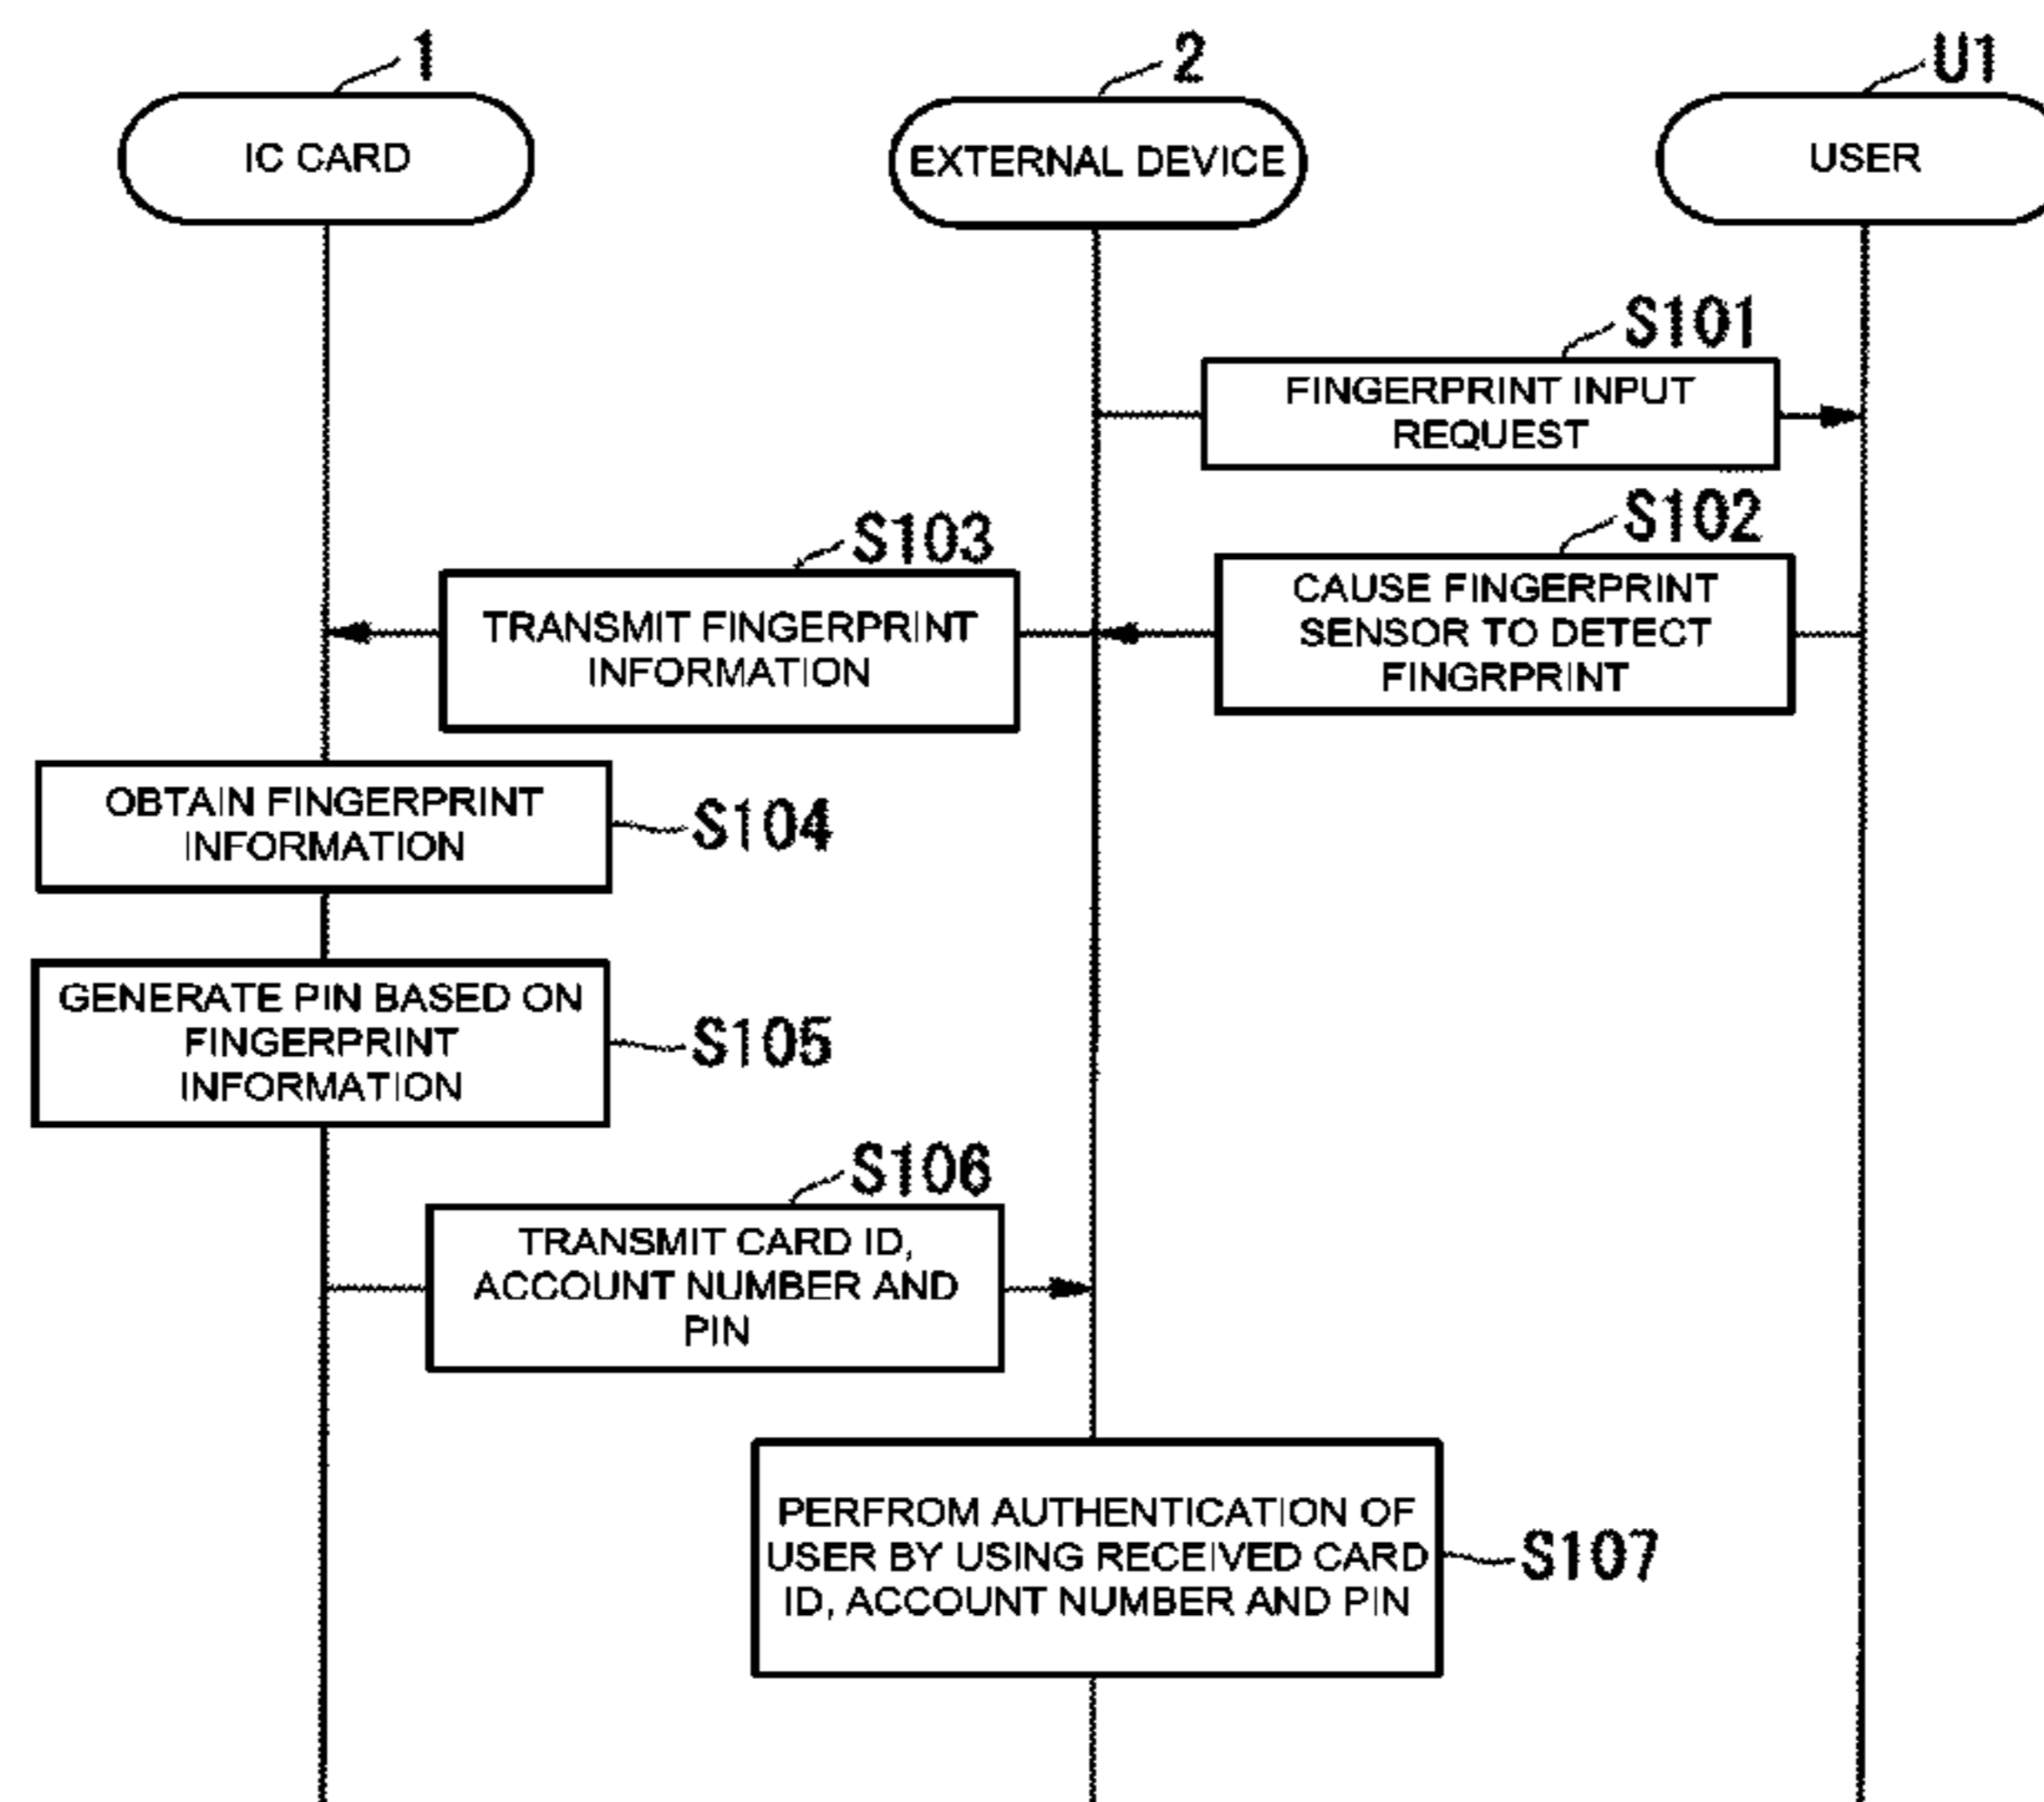 1
2
U1
IC CARD
EXTERNAL DEVICE
USER
S101
FINGERPRINT INPUT
REQUEST
S102
CAUSE FINGERPRINT
SENSOR TO DETECT
FINGRPRINT
S103
TRANSMIT FINGERPRINT
INFORMATION
OBTAIN FINGERPRINT
INFORMATION
S104
GENERATE PIN BASED ON
FINGERPRINT
INFORMATION
S105
S106
TRANSMIT CARD ID,
ACCOUNT NUMBER AND
PIN
PERFROM AUTHENTICATION OF
USER BY USING RECEIVED CARD
ID, ACCOUNT NUMBER AND PIN
S107